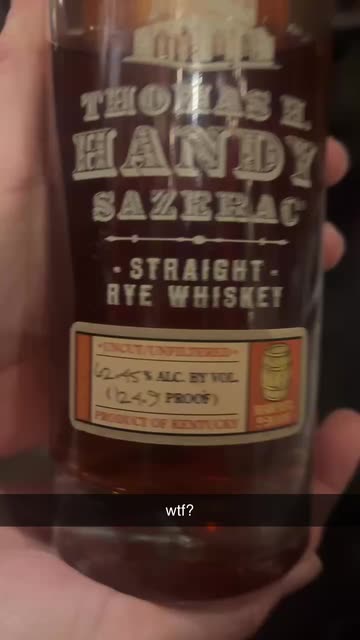 THOMAS H.
HANDY
SAZERAC
· STRAIGHT ·
RYE WHISKEY
· UNCUT/UNFILTERED ·
62.45% ALC. BY VOL.
(124.9 PROOF)
PRODUCT OF KENTUCKY
wtf?